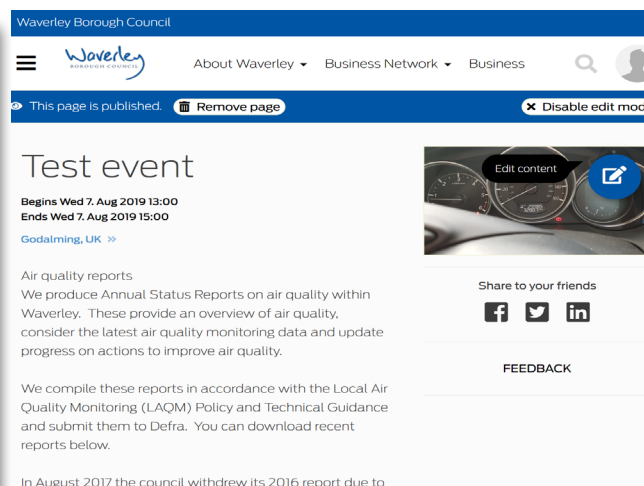 Waverley Borough Council
Waverley
BOROUGH COUNCIL
About Waverley
Business Network
Business
This page is published.
Remove page
Disable edit mod
Test event
Edit content
Begins Wed 7. Aug 2019 13:00
Ends Wed 7. Aug 2019 15:00
Godalming, UK »
Air quality reports
We produce Annual Status Reports on air quality within
Waverley. These provide an overview of air quality,
consider the latest air quality monitoring data and update
progress on actions to improve air quality.
We compile these reports in accordance with the Local Air
Quality Monitoring (LAQM) Policy and Technical Guidance
and submit them to Defra. You can download recent
reports below.
In August 2017 the council withdrew its 2016 report due to
Share to your friends
FEEDBACK